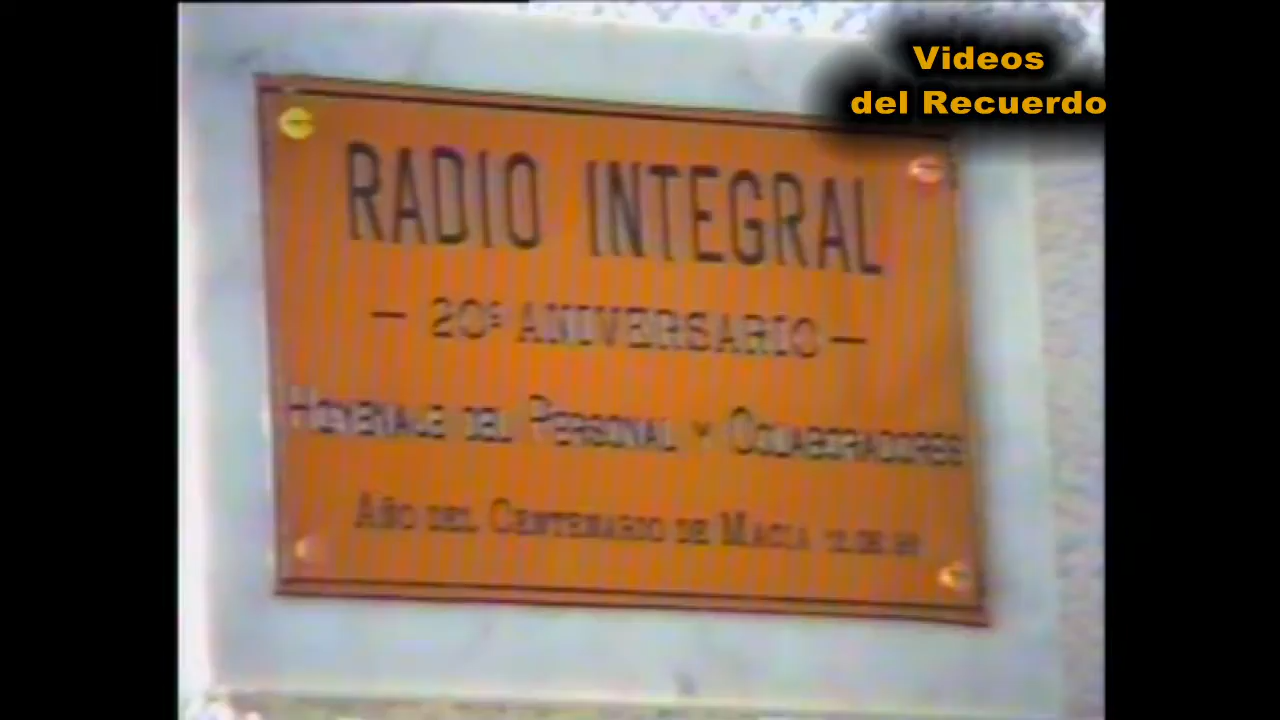 Videos
del Recuerdo
RADIO INTEGRAL
— 20º ANIVERSARIO —
HOMENAJE DEL PERSONAL Y COLABORADORES
AÑO DEL CENTENARIO DE MACIA